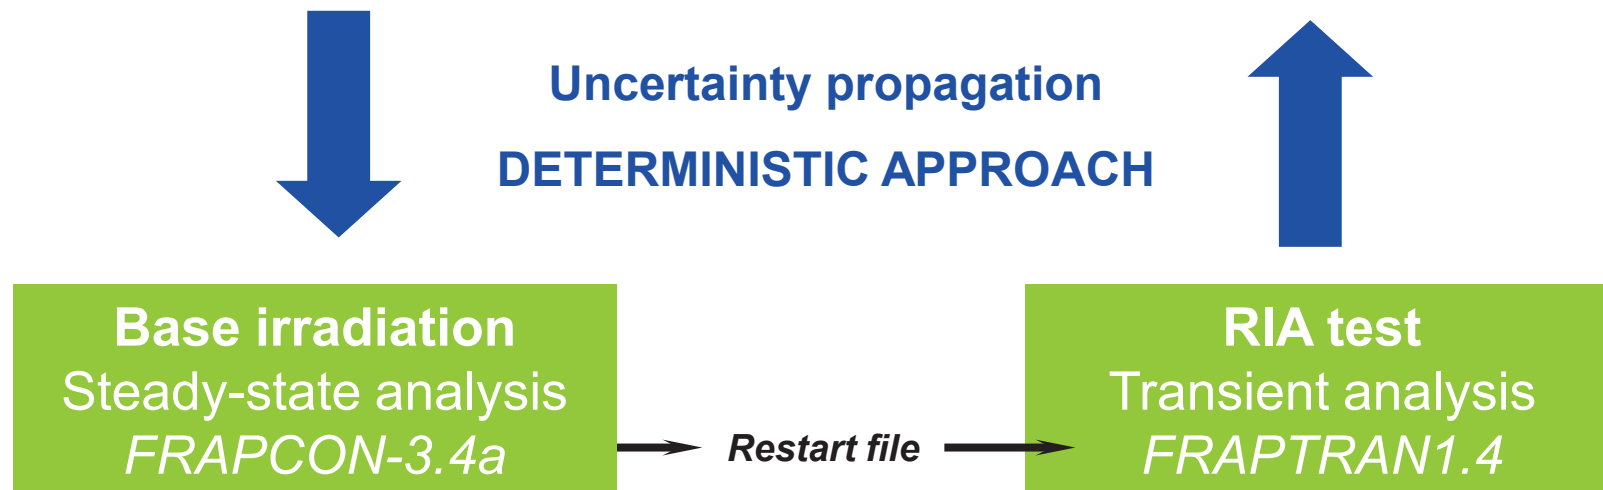 Uncertainty propagation
DETERMINISTIC APPROACH
Base irradiation
Steady-state analysis
FRAPCON-3.4a
Restart file
RIA test
Transient analysis
FRAPTRAN1.4